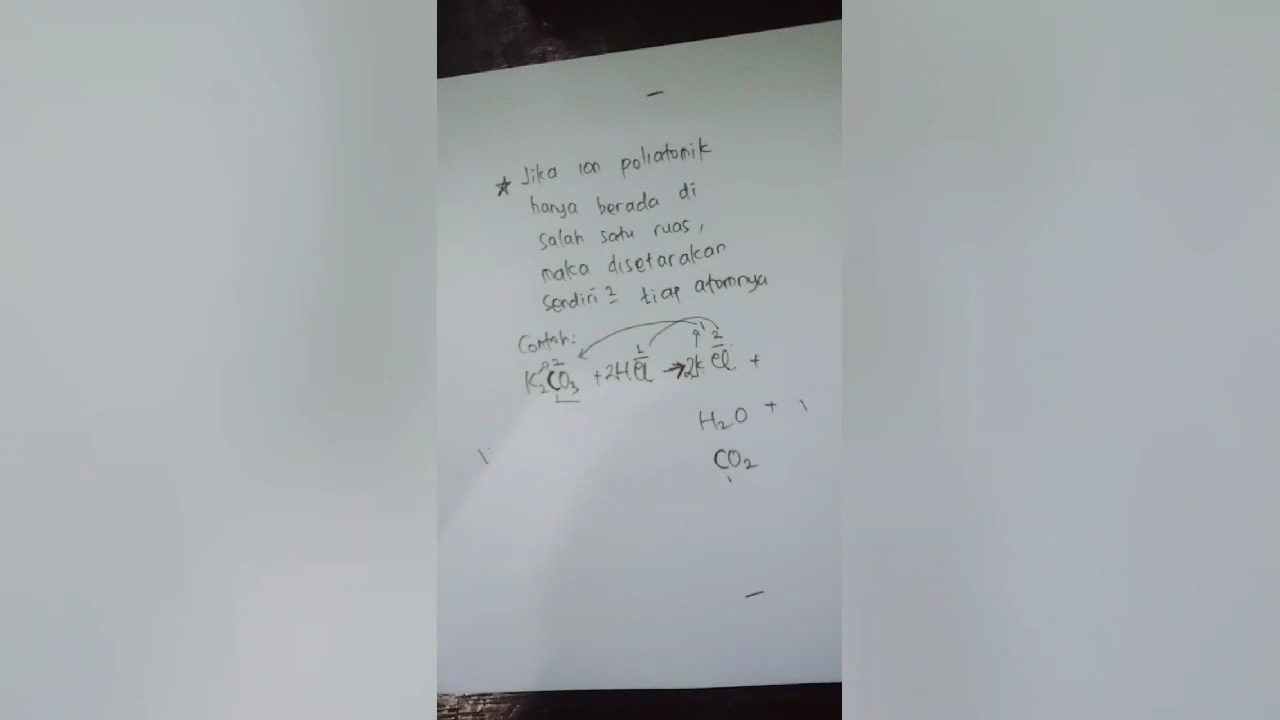 ☆ Jika ion poliatomik
hanya berada di
salah satu ruas,
maka disetarakan
sendiri² tiap atomnya
Contoh:
K₂CO₃ + 2HCl → 2KCl +
H₂O +
CO₂